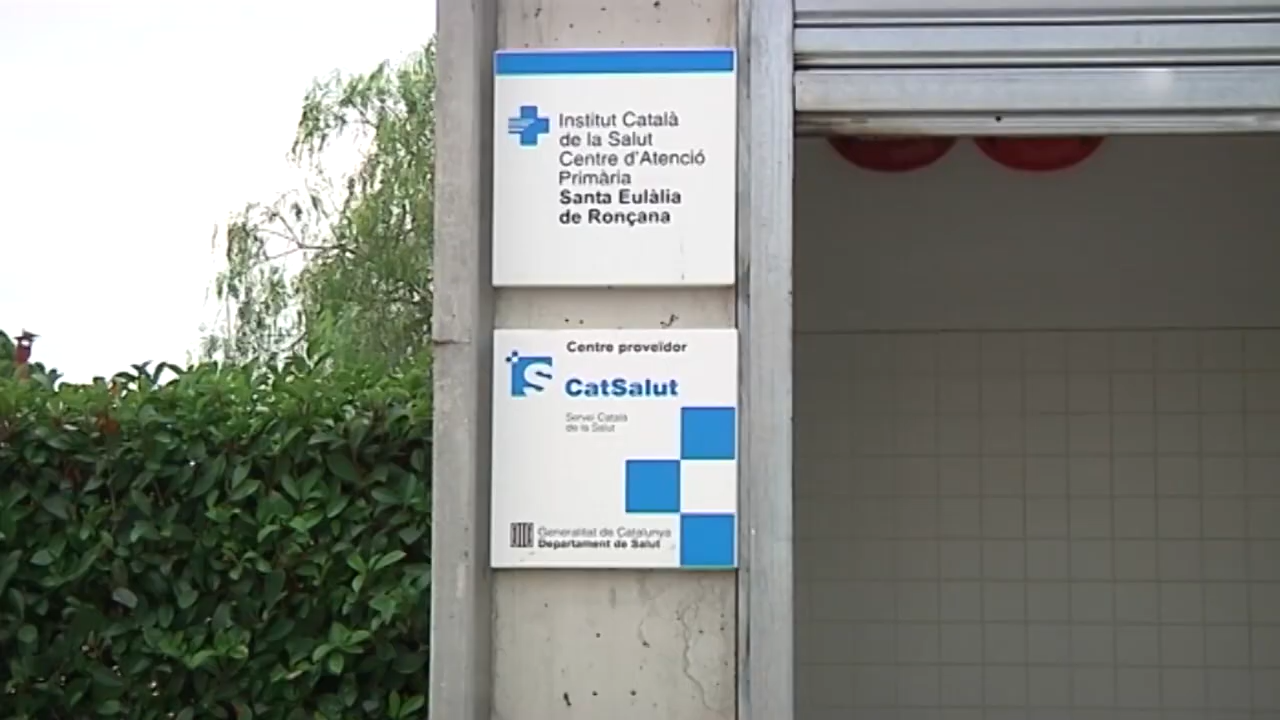 Institut Català
de la Salut
Centre d'Atenció
Primària
Santa Eulàlia
de Ronçana
Centre proveïdor
CatSalut
Servei Català
de la Salut
Generalitat de Catalunya
Departament de Salut